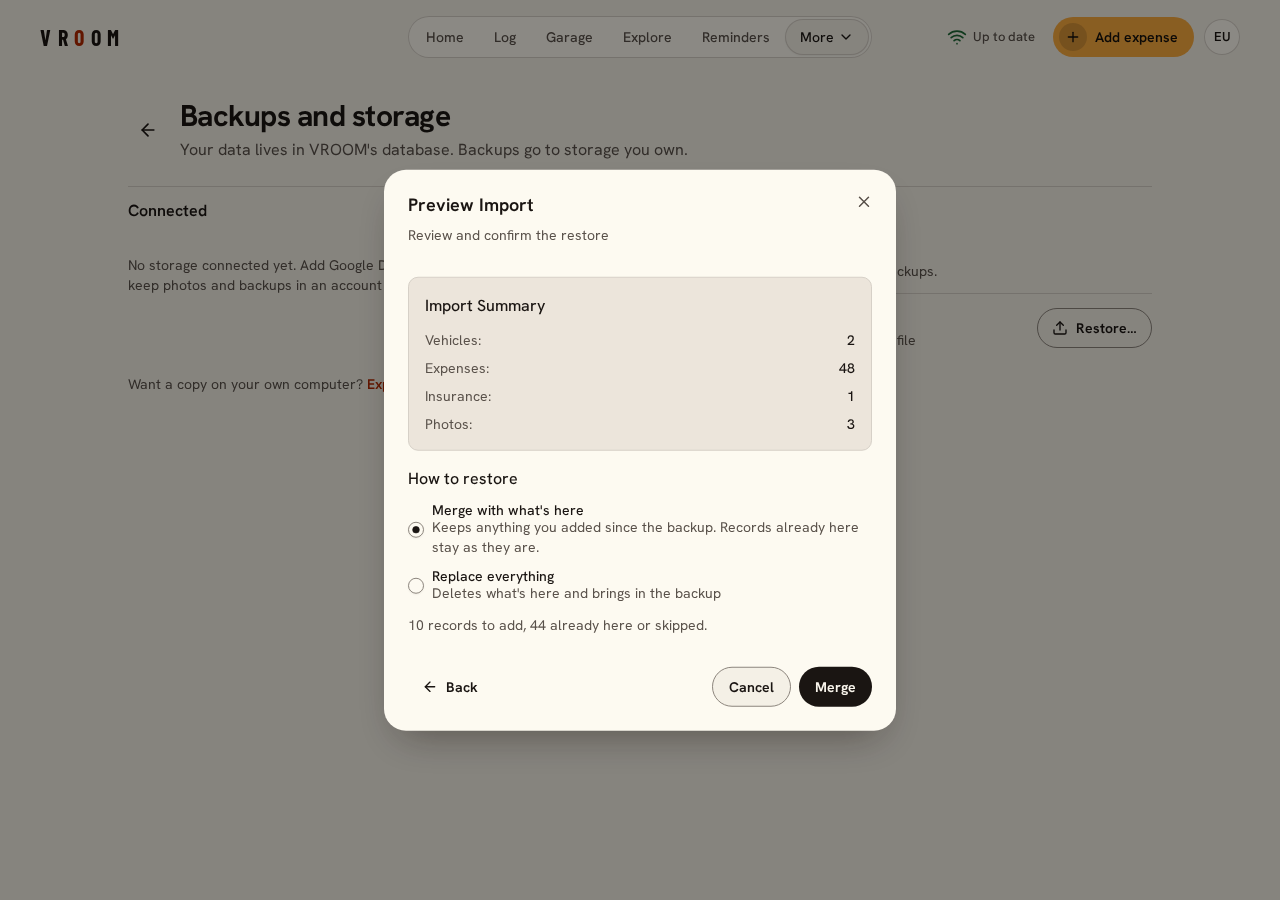 VROOM
Home
Log
Garage
Explore
Reminders
More
Up to date
Add expense
EU
Backups and storage
Your data lives in VROOM's database. Backups go to storage you own.
Connected
No storage connected yet. Add Google
keep photos and backups in an account
ckups.
file
Restore...
Want a copy on your own computer?
Preview Import
Review and confirm the restore
Import Summary
Vehicles: 2
Expenses: 48
Insurance: 1
Photos: 3
How to restore
Merge with what's here
Keeps anything you added since the backup. Records already here
stay as they are.
Replace everything
Deletes what's here and brings in the backup
10 records to add, 44 already here or skipped.
Back
Cancel
Merge